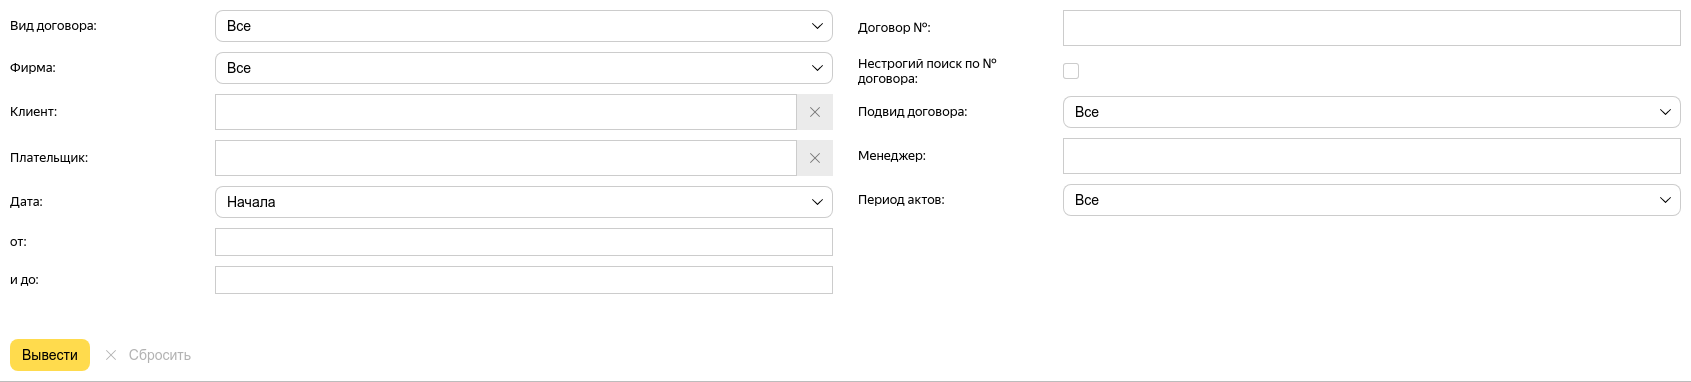 Вид договора:
Все
Фирма:
Все
Клиент:
Плательщик:
Дата:
Начала
от:
и до:
Договор №:
Нестрогий поиск по №
договора:
Подвид договора:
Все
Менеджер:
Период актов:
Все
Вывести
Сбросить